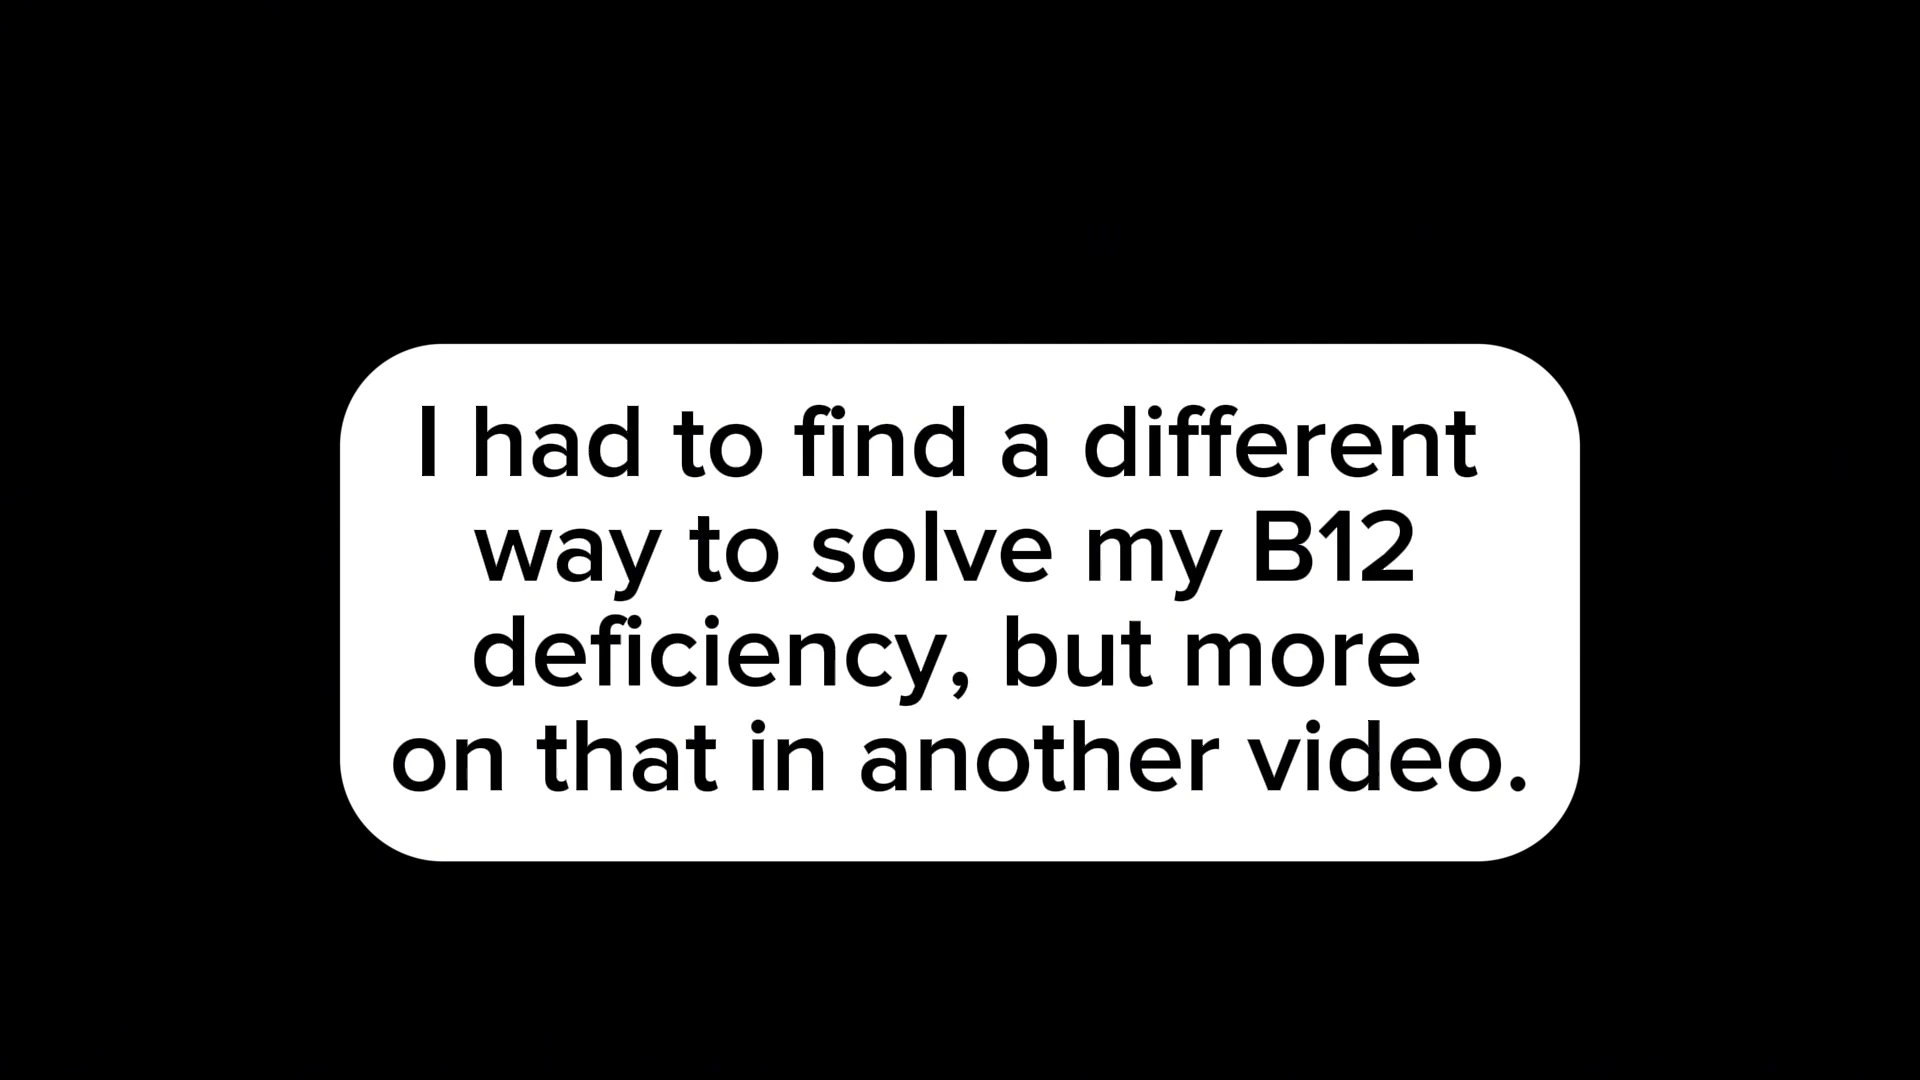 I had to find a different
way to solve my B12
deficiency, but more
on that in another video.